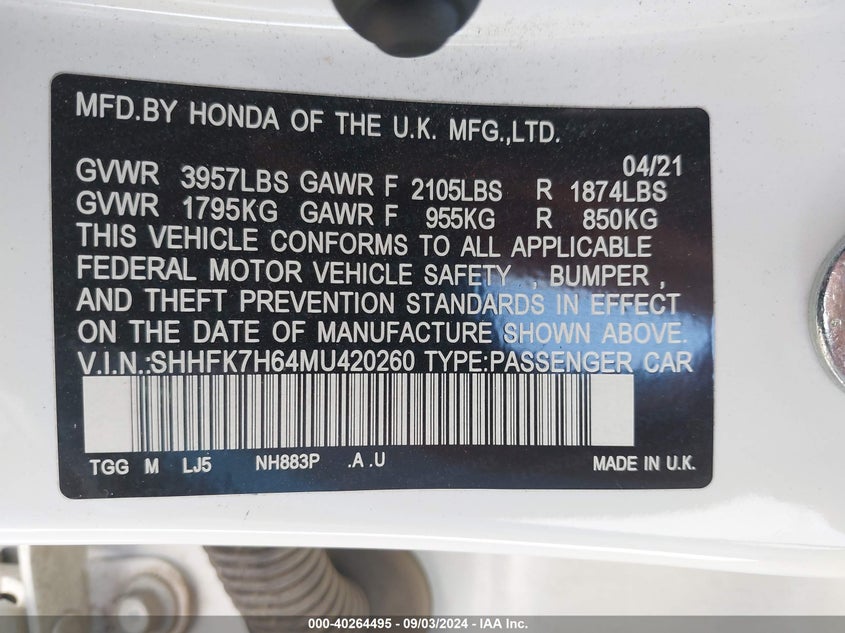 MFD.BY HONDA OF THE U.K. MFG.,LTD.
04/21
GVWR 3957LBS GAWR F 2105LBS R 1874LBS
GVWR 1795KG GAWR F 955KG R 850KG
THIS VEHICLE CONFORMS TO ALL APPLICABLE
FEDERAL MOTOR VEHICLE SAFETY , BUMPER ,
AND THEFT PREVENTION STANDARDS IN EFFECT
ON THE DATE OF MANUFACTURE SHOWN ABOVE.
V.I.N.:SHHFK7H64MU420260 TYPE:PASSENGER CAR
TGG M LJ5 NH883P .A .U MADE IN U.K.
000-40264495 - 09/03/2024 - IAA Inc.